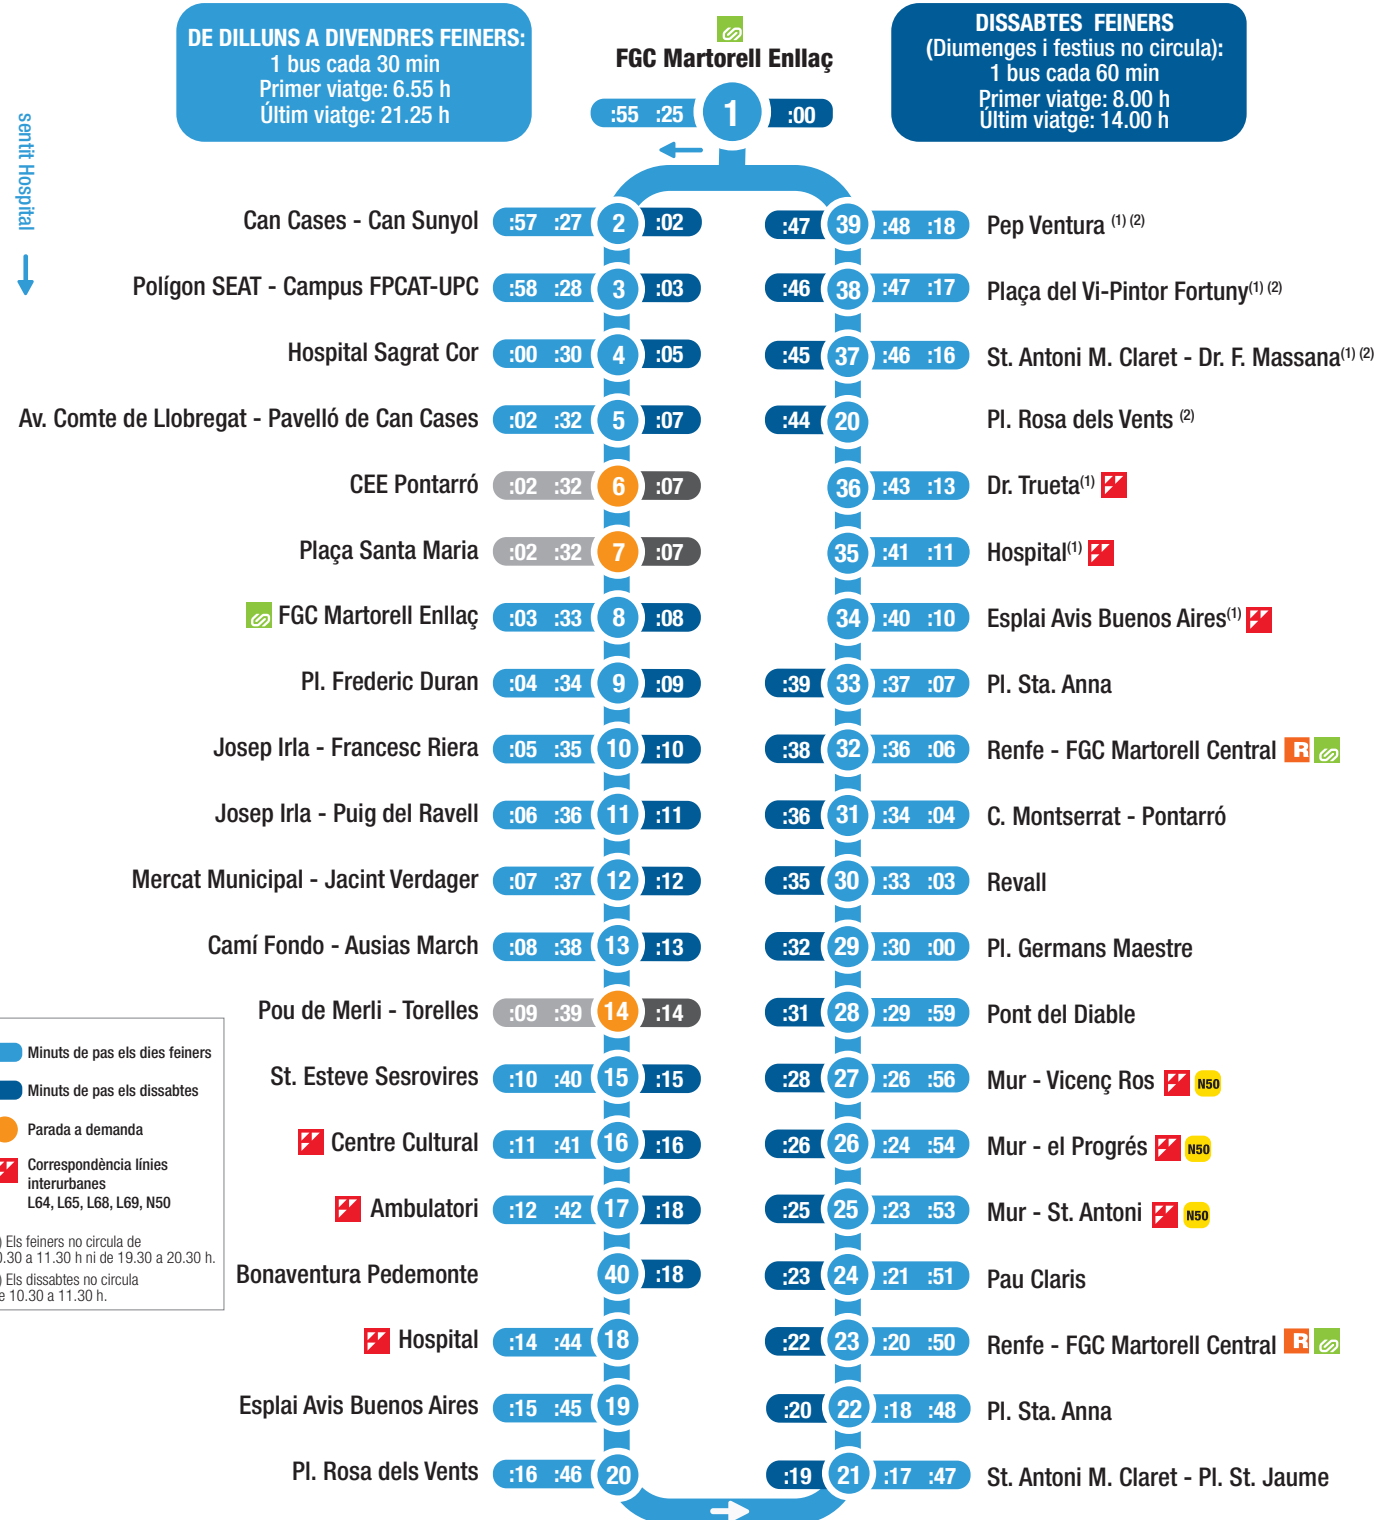 DE DILLUNS A DIVENDRES FEINERS:
1 bus cada 30 min
Primer viatge: 6.55 h
Últim viatge: 21.25 h
FGC Martorell Enllaç
:55 :25 1 :00
DISSABTES FEINERS
(Diumenges i festius no circula):
1 bus cada 60 min
Primer viatge: 8.00 h
Últim viatge: 14.00 h
sentit Hospital
Can Cases - Can Sunyol :57 :27 2 :02
Polígon SEAT - Campus FPCAT-UPC :58 :28 3 :03
Hospital Sagrat Cor :00 :30 4 :05
Av. Comte de Llobregat - Pavelló de Can Cases :02 :32 5 :07
CEE Pontarró :02 :32 6 :07
Plaça Santa Maria :02 :32 7 :07
FGC Martorell Enllaç :03 :33 8 :08
Pl. Frederic Duran :04 :34 9 :09
Josep Irla - Francesc Riera :05 :35 10 :10
Josep Irla - Puig del Ravell :06 :36 11 :11
Mercat Municipal - Jacint Verdager :07 :37 12 :12
Camí Fondo - Ausias March :08 :38 13 :13
Pou de Merli - Torelles :09 :39 14 :14
St. Esteve Sesrovires :10 :40 15 :15
Centre Cultural :11 :41 16 :16
Ambulatori :12 :42 17 :18
Bonaventura Pedemonte 40 :18
Hospital :14 :44 18
Esplai Avis Buenos Aires :15 :45 19
Pl. Rosa dels Vents :16 :46 20
:47 39 :48 :18 Pep Ventura (1) (2)
:46 38 :47 :17 Plaça del Vi-Pintor Fortuny(1) (2)
:45 37 :46 :16 St. Antoni M. Claret - Dr. F. Massana(1) (2)
:44 20 Pl. Rosa dels Vents (2)
36 :43 :13 Dr. Trueta(1)
35 :41 :11 Hospital(1)
34 :40 :10 Esplai Avis Buenos Aires(1)
:39 33 :37 :07 Pl. Sta. Anna
:38 32 :36 :06 Renfe - FGC Martorell Central R
:36 31 :34 :04 C. Montserrat - Pontarró
:35 30 :33 :03 Revall
:32 29 :30 :00 Pl. Germans Maestre
:31 28 :29 :59 Pont del Diable
:28 27 :26 :56 Mur - Vicenç Ros N50
:26 26 :24 :54 Mur - el Progrés N50
:25 25 :23 :53 Mur - St. Antoni N50
:23 24 :21 :51 Pau Claris
:22 23 :20 :50 Renfe - FGC Martorell Central R
:20 22 :18 :48 Pl. Sta. Anna
:19 21 :17 :47 St. Antoni M. Claret - Pl. St. Jaume
Minuts de pas els dies feiners
Minuts de pas els dissabtes
Parada a demanda
Correspondència línies
interurbanes
L64, L65, L68, L69, N50
) Els feiners no circula de
0.30 a 11.30 h ni de 19.30 a 20.30 h.
) Els dissabtes no circula
e 10.30 a 11.30 h.